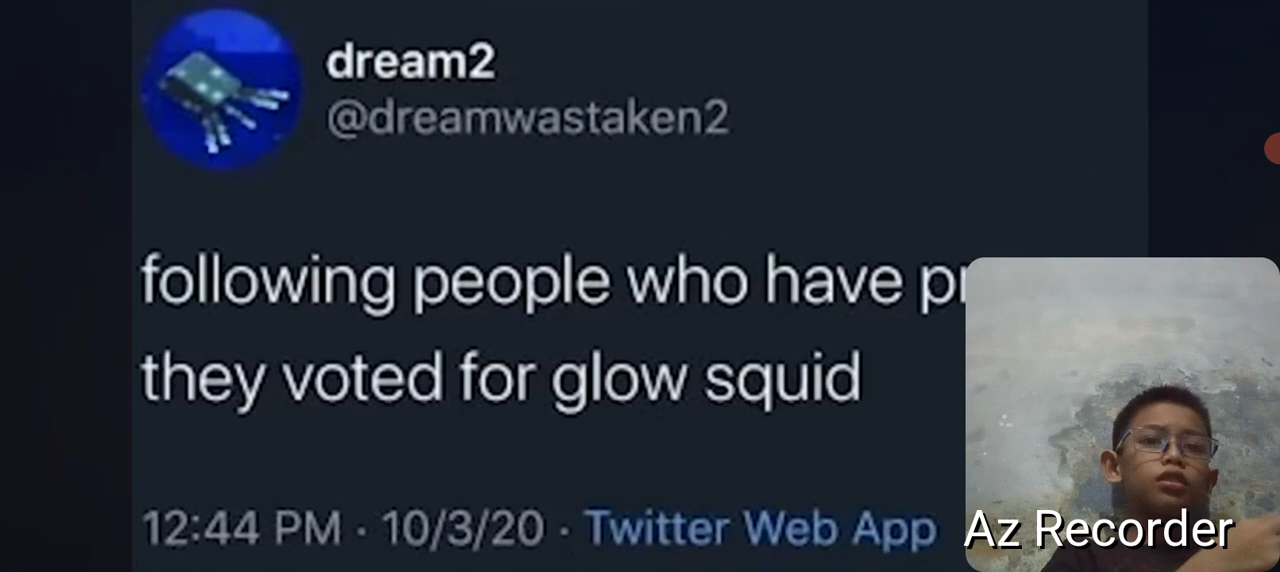 dream2
@dreamwastaken2
following people who have
they voted for glow squid
12:44 PM · 10/3/20 · Twitter Web App
Az Recorder